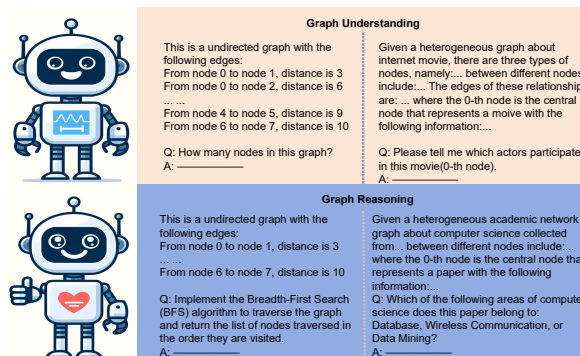 Graph Understanding
This is a undirected graph with the
following edges:
From node 0 to node 1, distance is 3
From node 0 to node 2, distance is 6
... ...
From node 4 to node 5, distance is 9
From node 6 to node 7, distance is 10
Q: How many nodes in this graph?
A:
Given a heterogeneous graph about
internet movie, there are three types of
nodes, namely:... between different nodes
include:... The edges of these relationship
are: ... where the 0-th node is the central
node that represents a moive with the
following information:...
Q: Please tell me which actors participate
in this movie(0-th node).
A:
Graph Reasoning
This is a undirected graph with the
following edges:
From node 0 to node 1, distance is 3
... ...
From node 6 to node 7, distance is 10
Q: Implement the Breadth-First Search
(BFS) algorithm to traverse the graph
and return the list of nodes traversed in
the order they are visited.
A:
Given a heterogeneous academic network
graph about computer science collected
from... between different nodes include:...
where the 0-th node is the central node tha
represents a paper with the following
information:...
Q: Which of the following areas of compute
science does this paper belong to:
Database, Wireless Communication, or
Data Mining?
A: